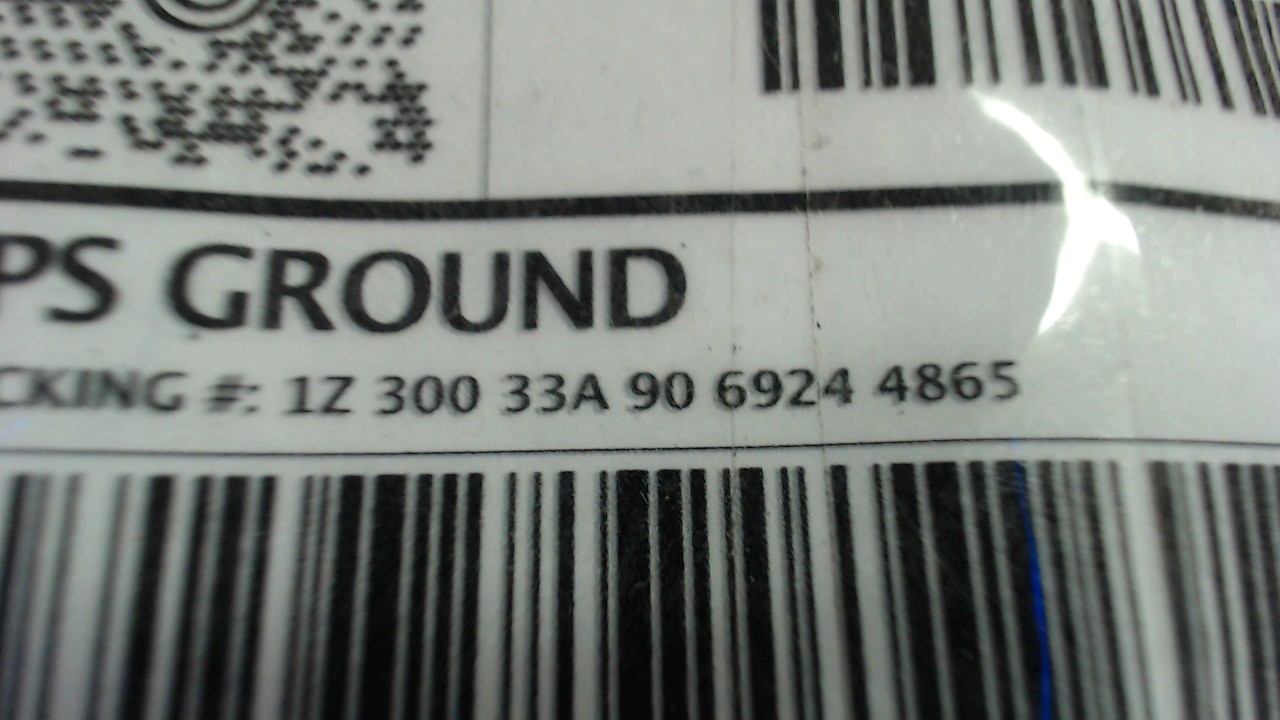 PS GROUND
CKING #: 1Z 300 33A 90 6924 4865